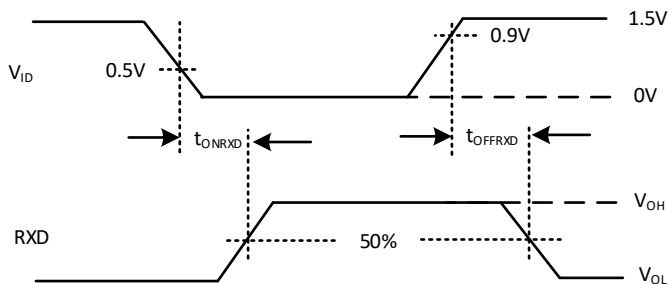 1.5V
0.9V
V_ID
0.5V
0V
t_ONRXD
t_OFFRXD
V_OH
RXD
50%
V_OL